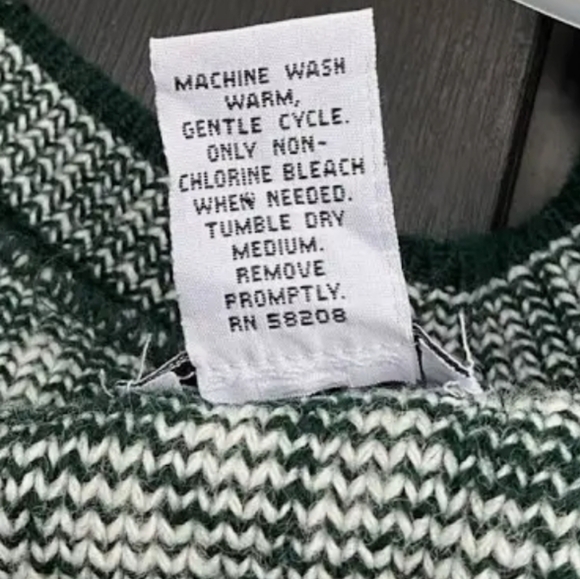 MACHINE WASH
WARM,
GENTLE CYCLE.
ONLY NON-
CHLORINE BLEACH
WHEN NEEDED.
TUMBLE DRY
MEDIUM.
REMOVE
PROMPTLY.
RN 58208